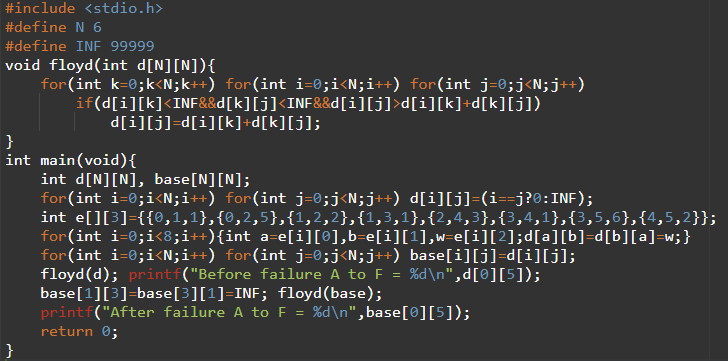 #include <stdio.h>
#define N 6
#define INF 99999
void floyd(int d[N][N]){
    for(int k=0;k<N;k++) for(int i=0;i<N;i++) for(int j=0;j<N;j++)
        if(d[i][k]<INF&&d[k][j]<INF&&d[i][j]>d[i][k]+d[k][j])
            d[i][j]=d[i][k]+d[k][j];
}
int main(void){
    int d[N][N], base[N][N];
    for(int i=0;i<N;i++) for(int j=0;j<N;j++) d[i][j]=(i==j?0:INF);
    int e[][3]={{0,1,1},{0,2,5},{1,2,2},{1,3,1},{2,4,3},{3,4,1},{3,5,6},{4,5,2}};
    for(int i=0;i<8;i++){int a=e[i][0],b=e[i][1],w=e[i][2];d[a][b]=d[b][a]=w;}
    for(int i=0;i<N;i++) for(int j=0;j<N;j++) base[i][j]=d[i][j];
    floyd(d); printf("Before failure A to F = %d\n",d[0][5]);
    base[1][3]=base[3][1]=INF; floyd(base);
    printf("After failure A to F = %d\n",base[0][5]);
    return 0;
}